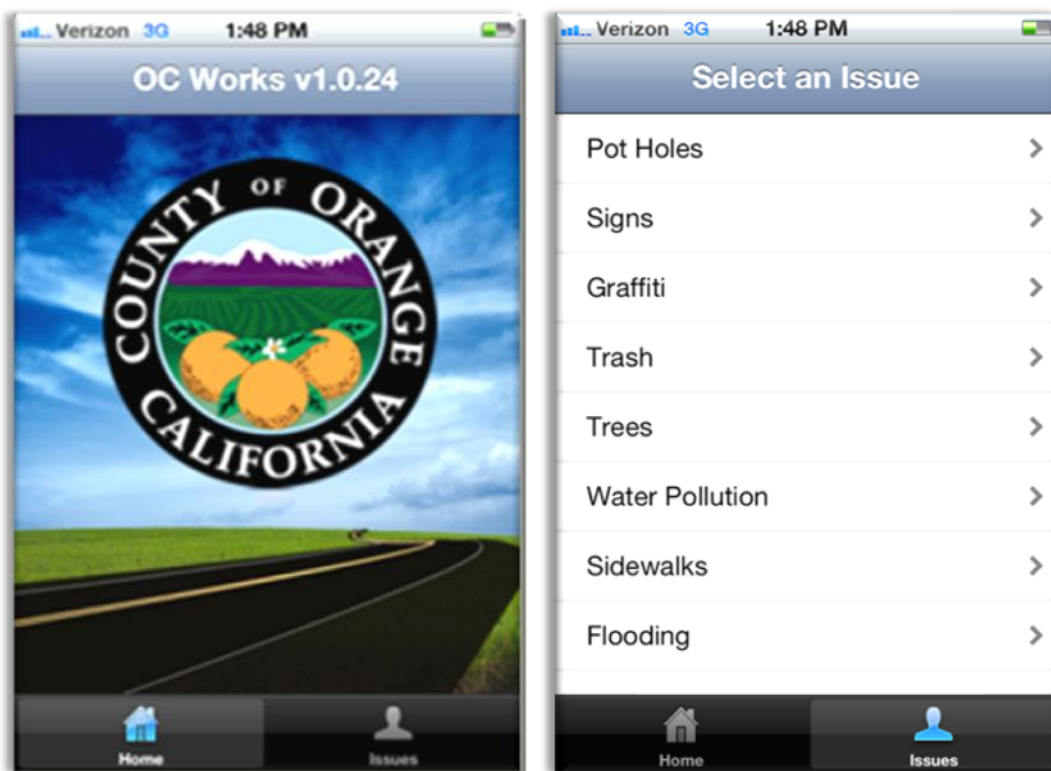 Verizon 3G 1:48 PM
OC Works v1.0.24
COUNTY OF ORANGE
CALIFORNIA
Home Issues
Verizon 3G 1:48 PM
Select an Issue
Pot Holes
Signs
Graffiti
Trash
Trees
Water Pollution
Sidewalks
Flooding
Home Issues